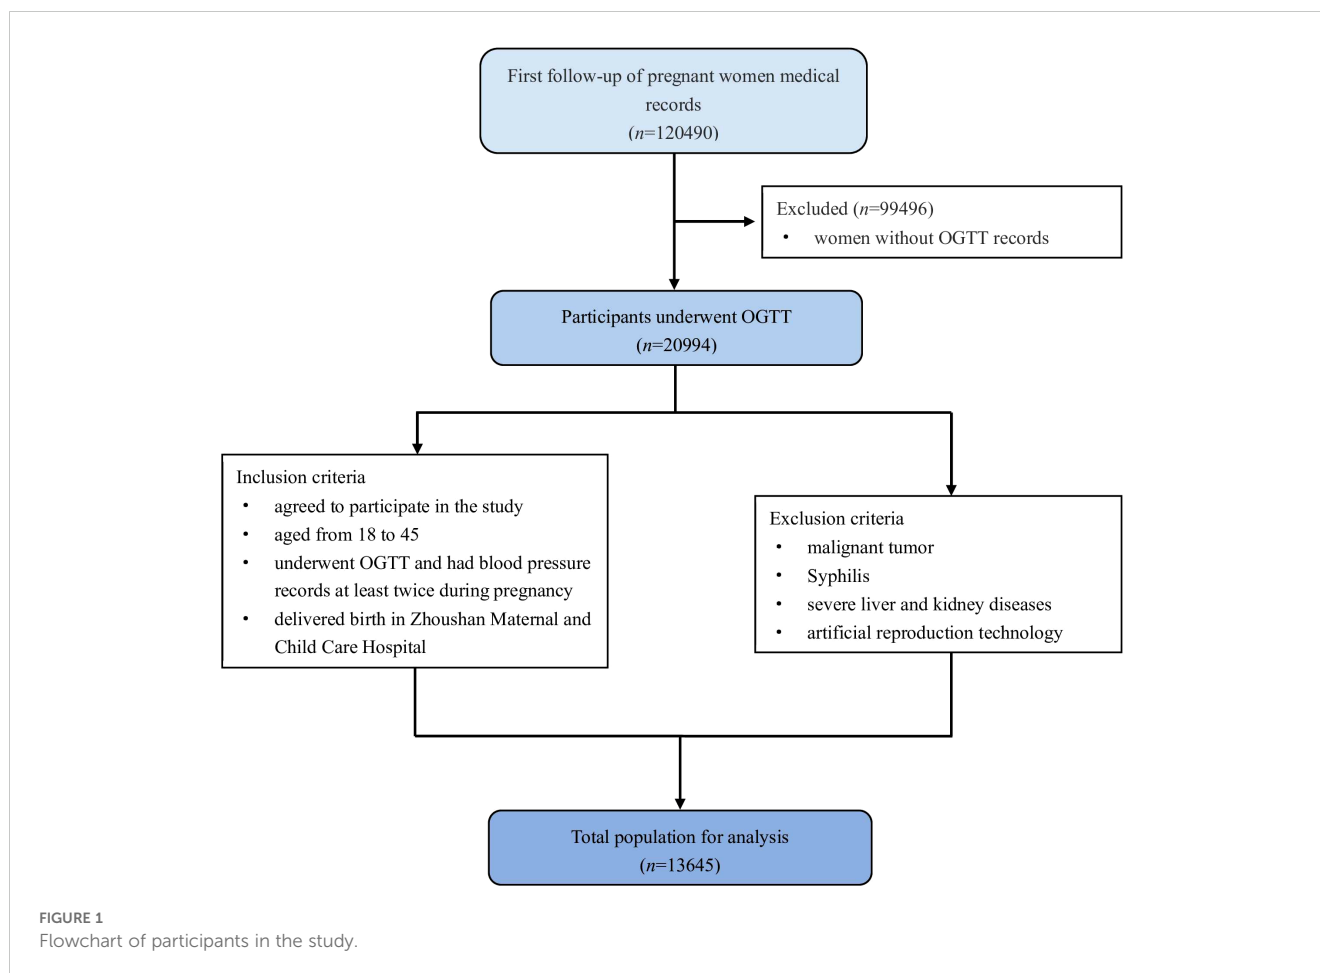 First follow-up of pregnant women medical
records
(n=120490)
Excluded (n=99496)
• women without OGTT records
Participants underwent OGTT
(n=20994)
Inclusion criteria
• agreed to participate in the study
• aged from 18 to 45
• underwent OGTT and had blood pressure
records at least twice during pregnancy
• delivered birth in Zhoushan Maternal and
Child Care Hospital
Exclusion criteria
• malignant tumor
• Syphilis
• severe liver and kidney diseases
• artificial reproduction technology
Total population for analysis
(n=13645)
FIGURE 1
Flowchart of participants in the study.